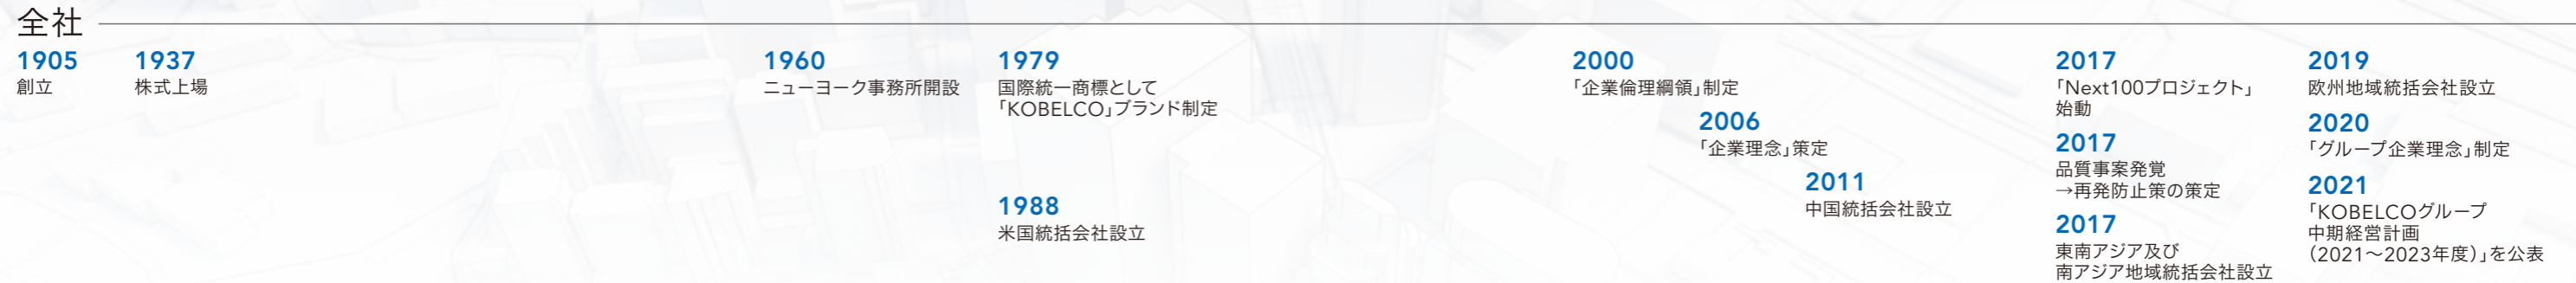 全社
1905
創立
1937
株式上場
1960
ニューヨーク事務所開設
1979
国際統一商標として
「KOBELCO」ブランド制定
1988
米国統括会社設立
2000
「企業倫理綱領」制定
2006
「企業理念」策定
2011
中国統括会社設立
2017
「Next100プロジェクト」
始動
2017
品質事案発覚
→再発防止策の策定
2017
東南アジア及び
南アジア地域統括会社設立
2019
欧州地域統括会社設立
2020
「グループ企業理念」制定
2021
「KOBELCOグループ
中期経営計画
（2021～2023年度）」を公表